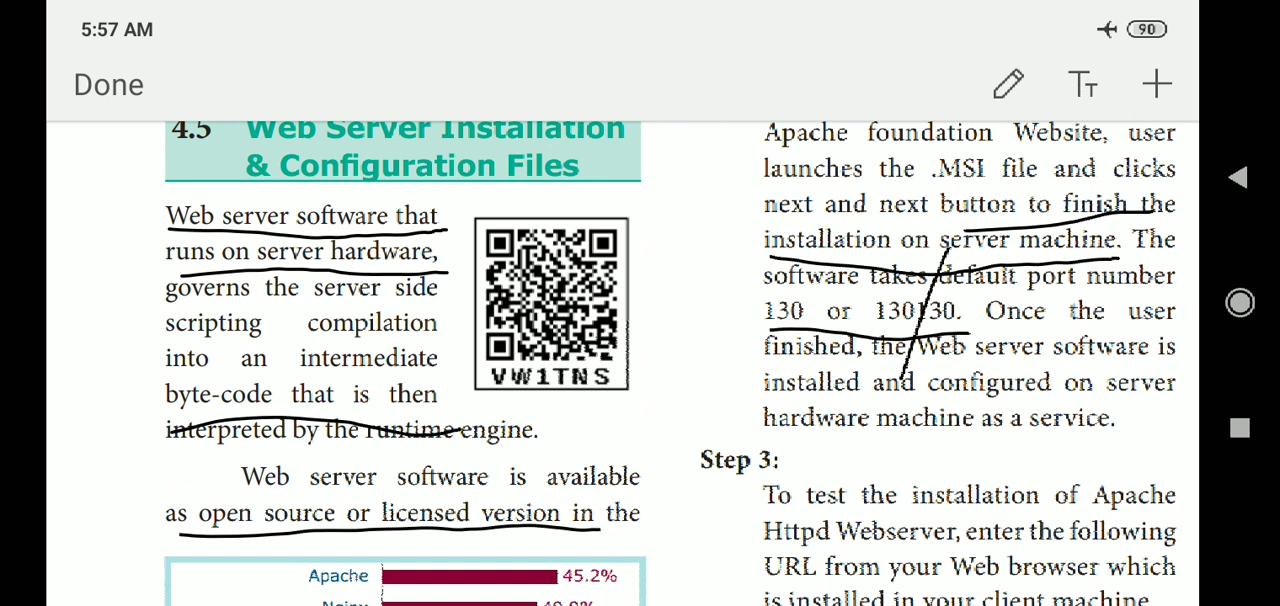 5:57 AM
90
Done
4.5 Web Server Installation
& Configuration Files
Web server software that
runs on server hardware,
governs the server side
scripting compilation
into an intermediate
byte-code that is then
interpreted by the runtime engine.
VW1TNS
Web server software is available
as open source or licensed version in the
Apache 45.2%
Apache foundation Website, user
launches the .MSI file and clicks
next and next button to finish the
installation on server machine. The
software takes default port number
130 or 130130. Once the user
finished, the Web server software is
installed and configured on server
hardware machine as a service.
Step 3:
To test the installation of Apache
Httpd Webserver, enter the following
URL from your Web browser which
is installed in your client machine